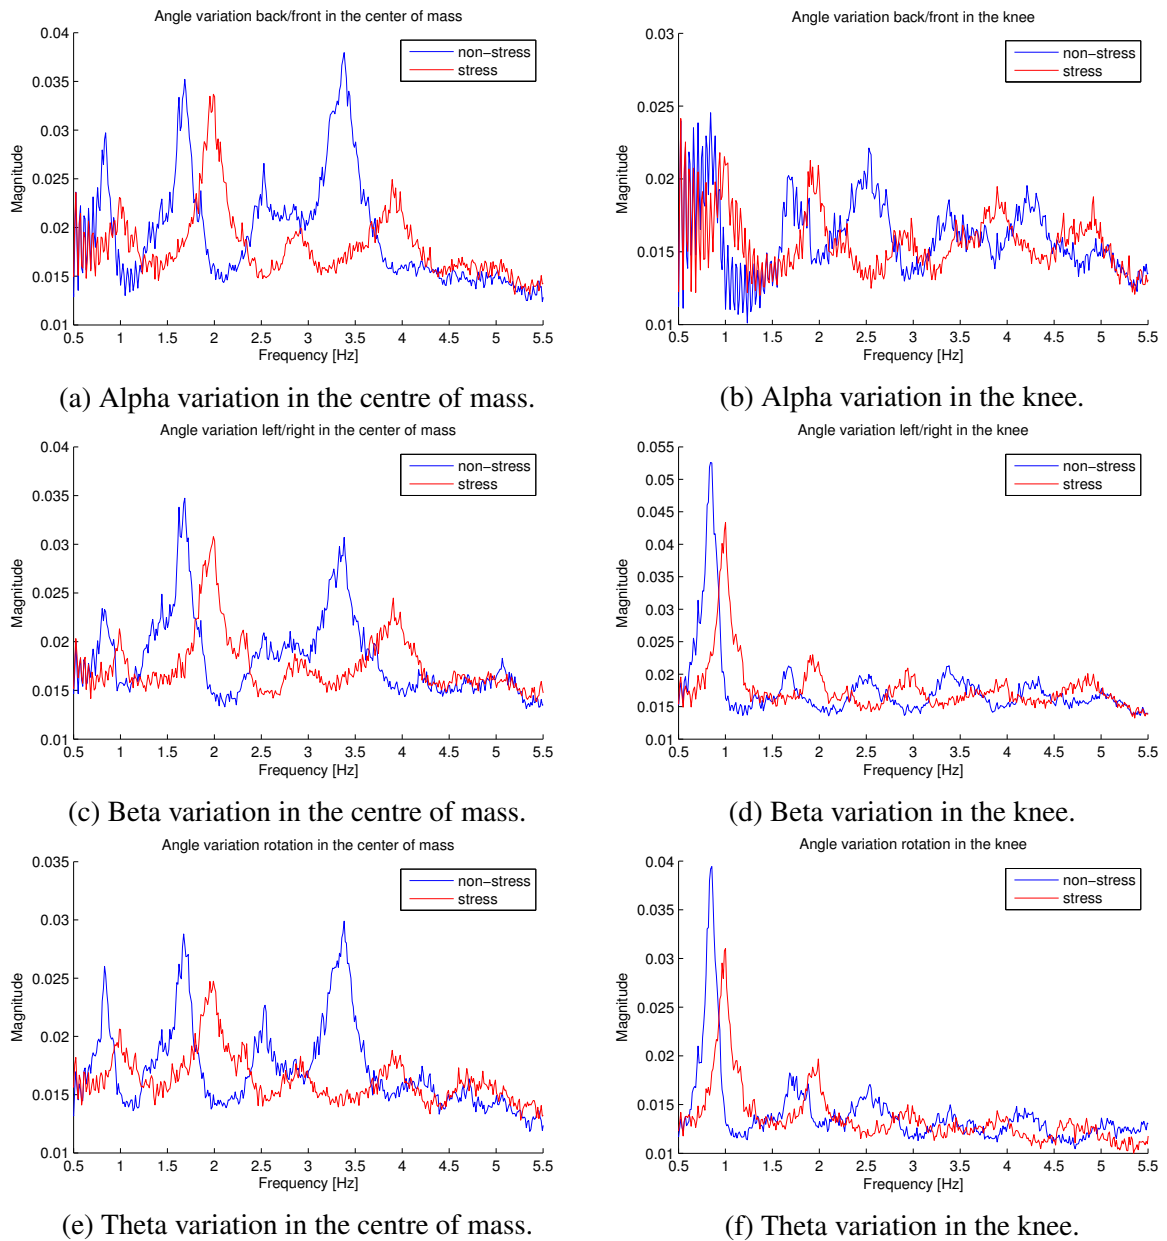 Angle variation back/front in the center of mass
0.04
0.035
0.03
0.025
0.02
0.015
0.01
Magnitude
non−stress
stress
0.5 1 1.5 2 2.5 3 3.5 4 4.5 5 5.5
Frequency [Hz]
(a) Alpha variation in the centre of mass.
Angle variation back/front in the knee
0.03
0.025
0.02
0.015
0.01
Magnitude
non−stress
stress
0.5 1 1.5 2 2.5 3 3.5 4 4.5 5 5.5
Frequency [Hz]
(b) Alpha variation in the knee.
Angle variation left/right in the center of mass
0.04
0.035
0.03
0.025
0.02
0.015
0.01
Magnitude
non−stress
stress
0.5 1 1.5 2 2.5 3 3.5 4 4.5 5 5.5
Frequency [Hz]
(c) Beta variation in the centre of mass.
Angle variation left/right in the knee
0.055
0.05
0.045
0.04
0.035
0.03
0.025
0.02
0.015
0.01
Magnitude
non−stress
stress
0.5 1 1.5 2 2.5 3 3.5 4 4.5 5 5.5
Frequency [Hz]
(d) Beta variation in the knee.
Angle variation rotation in the center of mass
0.035
0.03
0.025
0.02
0.015
0.01
Magnitude
non−stress
stress
0.5 1 1.5 2 2.5 3 3.5 4 4.5 5 5.5
Frequency [Hz]
(e) Theta variation in the centre of mass.
Angle variation rotation in the knee
0.04
0.035
0.03
0.025
0.02
0.015
0.01
Magnitude
non−stress
stress
0.5 1 1.5 2 2.5 3 3.5 4 4.5 5 5.5
Frequency [Hz]
(f) Theta variation in the knee.